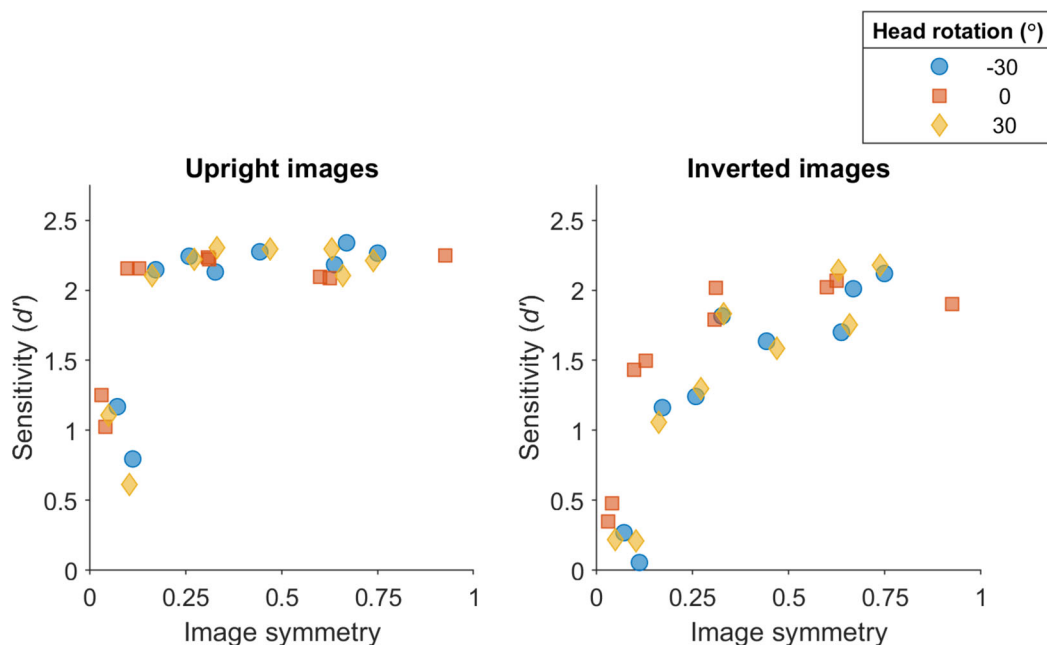 Head rotation (°)
-30
0
30
Upright images
Sensitivity (d′)
2.5
2
1.5
1
0.5
0
0 0.25 0.5 0.75 1
Image symmetry
Inverted images
Sensitivity (d′)
2.5
2
1.5
1
0.5
0
0 0.25 0.5 0.75 1
Image symmetry